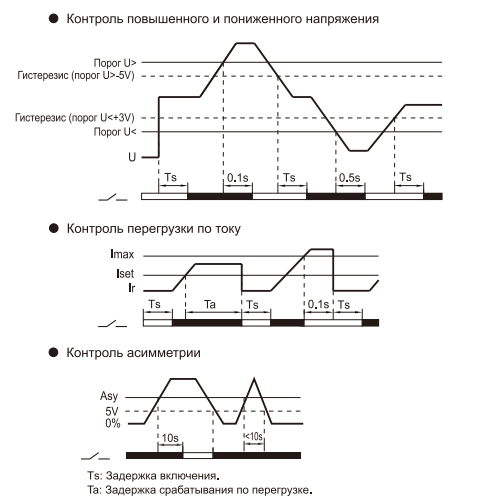 ● Контроль повышенного и пониженного напряжения
Порог U>
Гистерезис (порог U>-5V)
Гистерезис (порог U<+3V)
Порог U<
U
Ts 0.1s Ts 0.5s Ts
● Контроль перегрузки по току
Imax
Iset
Ir
Ts Ta Ts 0.1s Ts
● Контроль асимметрии
Asy
5V
0%
10s <10s
Ts: Задержка включения.
Ta: Задержка срабатывания по перегрузке.